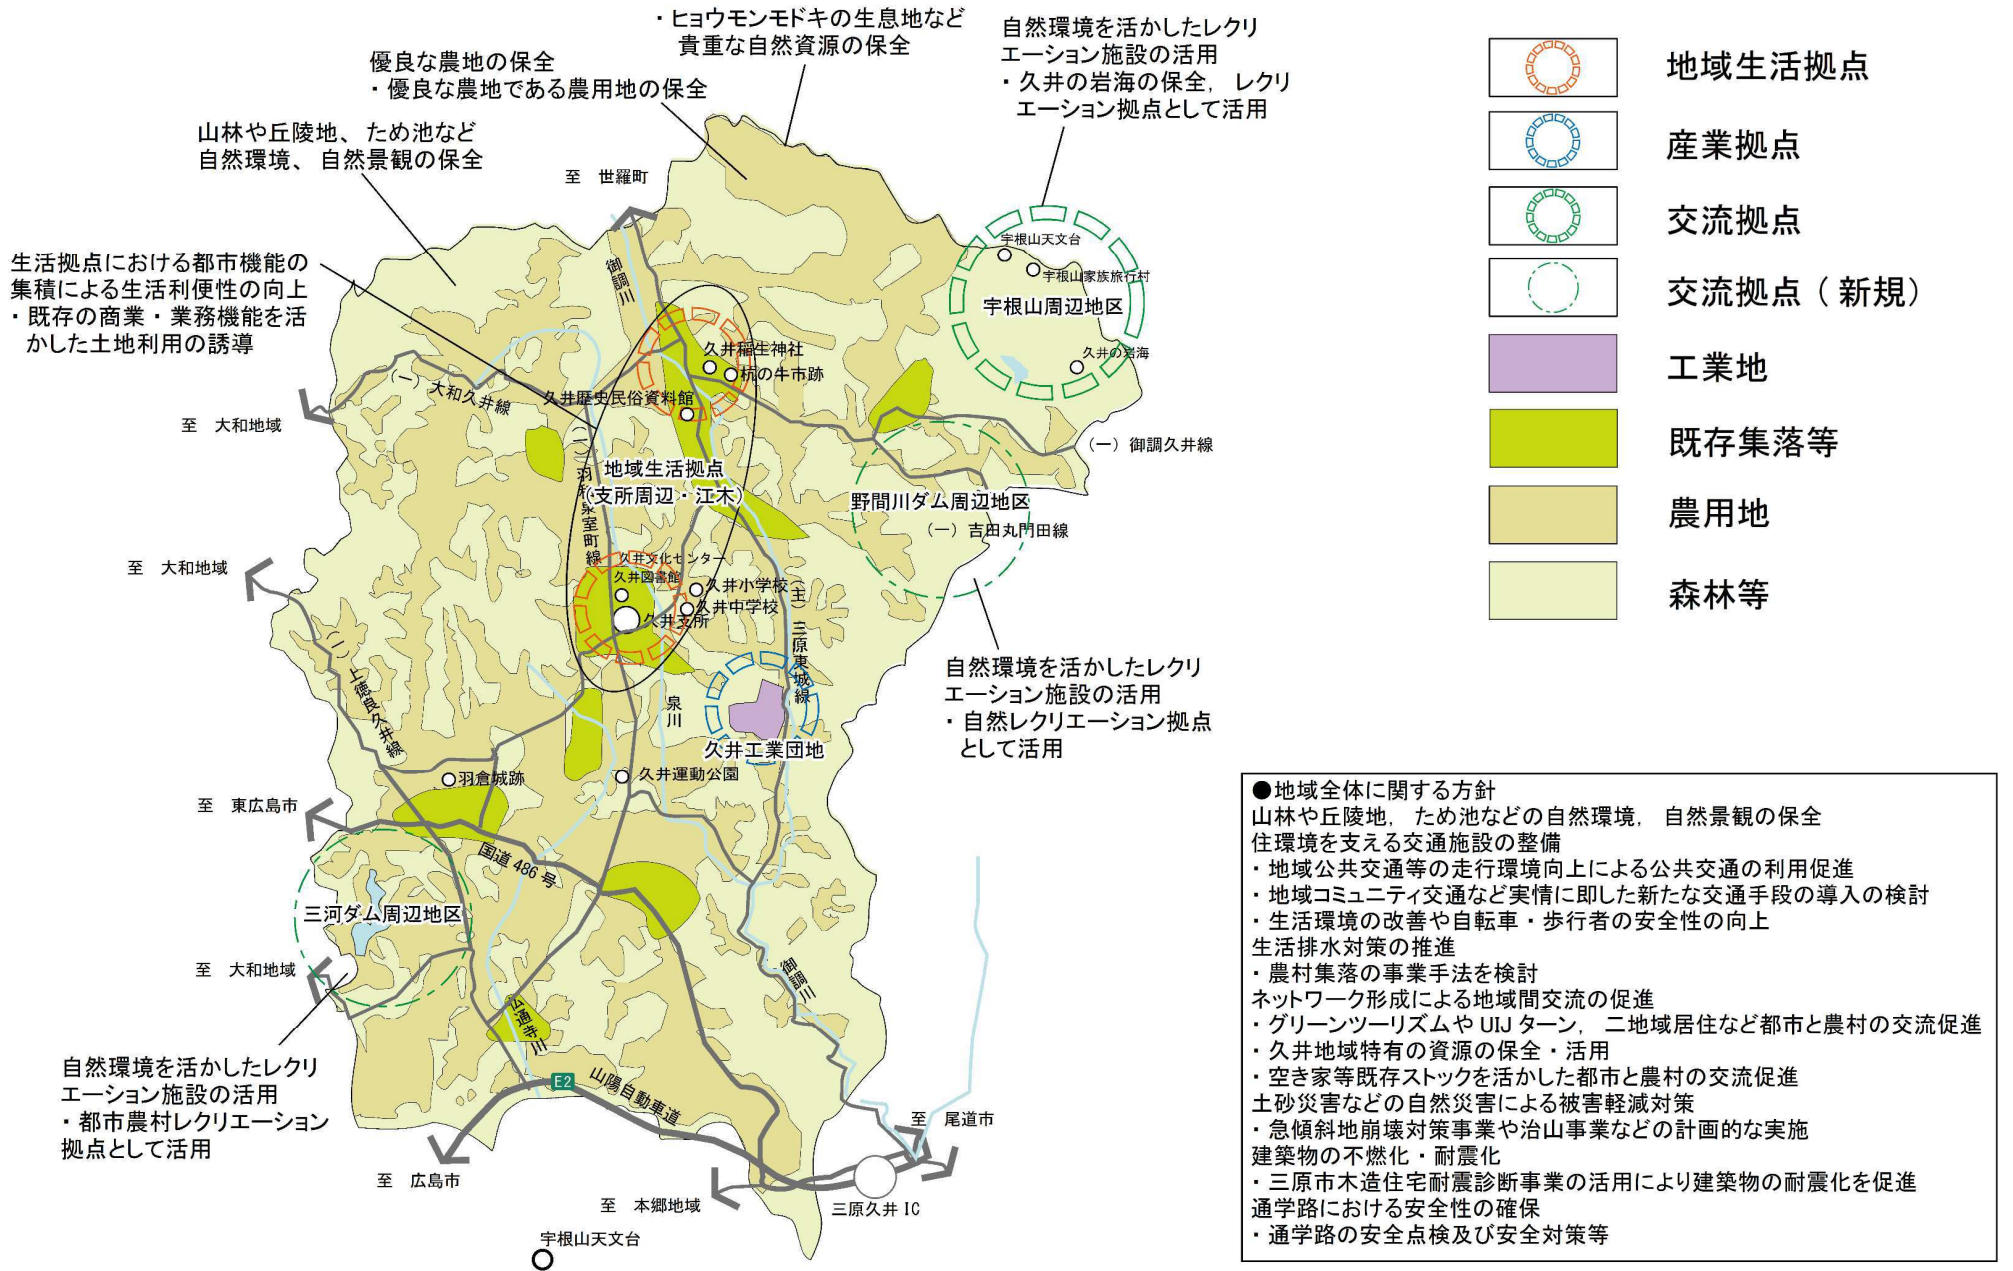 ・ヒョウモンモドキの生息地など
貴重な自然資源の保全
自然環境を活かしたレクリ
エーション施設の活用
・久井の岩海の保全, レクリ
エーション拠点として活用
優良な農地の保全
・優良な農地である農用地の保全
山林や丘陵地、ため池など
自然環境、自然景観の保全
生活拠点における都市機能の
集積による生活利便性の向上
・既存の商業・業務機能を活
かした土地利用の誘導
至 世羅町
御調川
宇根山天文台
宇根山家族旅行村
宇根山周辺地区
久井の岩海
久井稲生神社
杭の牛市跡
久井歴史民俗資料館
(一)大和久井線
至 大和地域
(一)御調久井線
地域生活拠点
(支所周辺・江木)
(一)羽和泉室町線
野間川ダム周辺地区
(一)吉田丸門田線
至 大和地域
久井文化センター
久井図書館
久井小学校
久井中学校
久井支所
(主)三原東城線
(一)上徳良久井線
泉川
久井工業団地
自然環境を活かしたレクリ
エーション施設の活用
・自然レクリエーション拠点
として活用
羽倉城跡
久井運動公園
至 東広島市
国道486号
三河ダム周辺地区
至 大和地域
御調川
仏通寺川
自然環境を活かしたレクリ
エーション施設の活用
・都市農村レクリエーション
拠点として活用
E2
山陽自動車道
至 尾道市
至 広島市
至 本郷地域
三原久井IC
宇根山天文台
地域生活拠点
産業拠点
交流拠点
交流拠点(新規)
工業地
既存集落等
農用地
森林等
●地域全体に関する方針
山林や丘陵地, ため池などの自然環境, 自然景観の保全
住環境を支える交通施設の整備
・地域公共交通等の走行環境向上による公共交通の利用促進
・地域コミュニティ交通など実情に即した新たな交通手段の導入の検討
・生活環境の改善や自転車・歩行者の安全性の向上
生活排水対策の推進
・農村集落の事業手法を検討
ネットワーク形成による地域間交流の促進
・グリーンツーリズムやUIJターン, 二地域居住など都市と農村の交流促進
・久井地域特有の資源の保全・活用
・空き家等既存ストックを活かした都市と農村の交流促進
土砂災害などの自然災害による被害軽減対策
・急傾斜地崩壊対策事業や治山事業などの計画的な実施
建築物の不燃化・耐震化
・三原市木造住宅耐震診断事業の活用により建築物の耐震化を促進
通学路における安全性の確保
・通学路の安全点検及び安全対策等